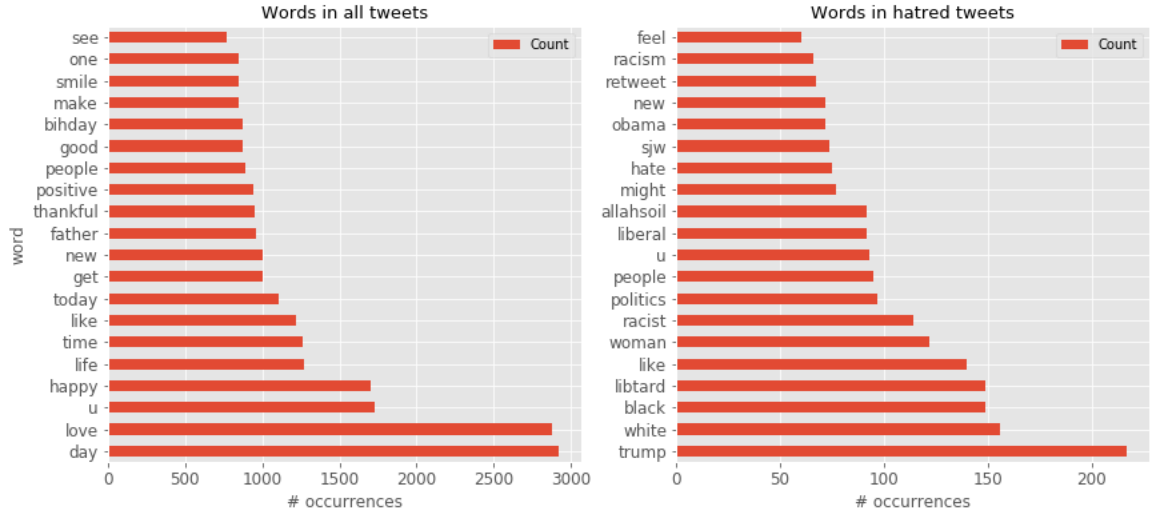 Words in all tweets
Count
word
see
one
smile
make
bihday
good
people
positive
thankful
father
new
get
today
like
time
life
happy
u
love
day
0 500 1000 1500 2000 2500 3000
# occurrences
Words in hatred tweets
Count
feel
racism
retweet
new
obama
sjw
hate
might
allahsoil
liberal
u
people
politics
racist
woman
like
libtard
black
white
trump
0 50 100 150 200
# occurrences